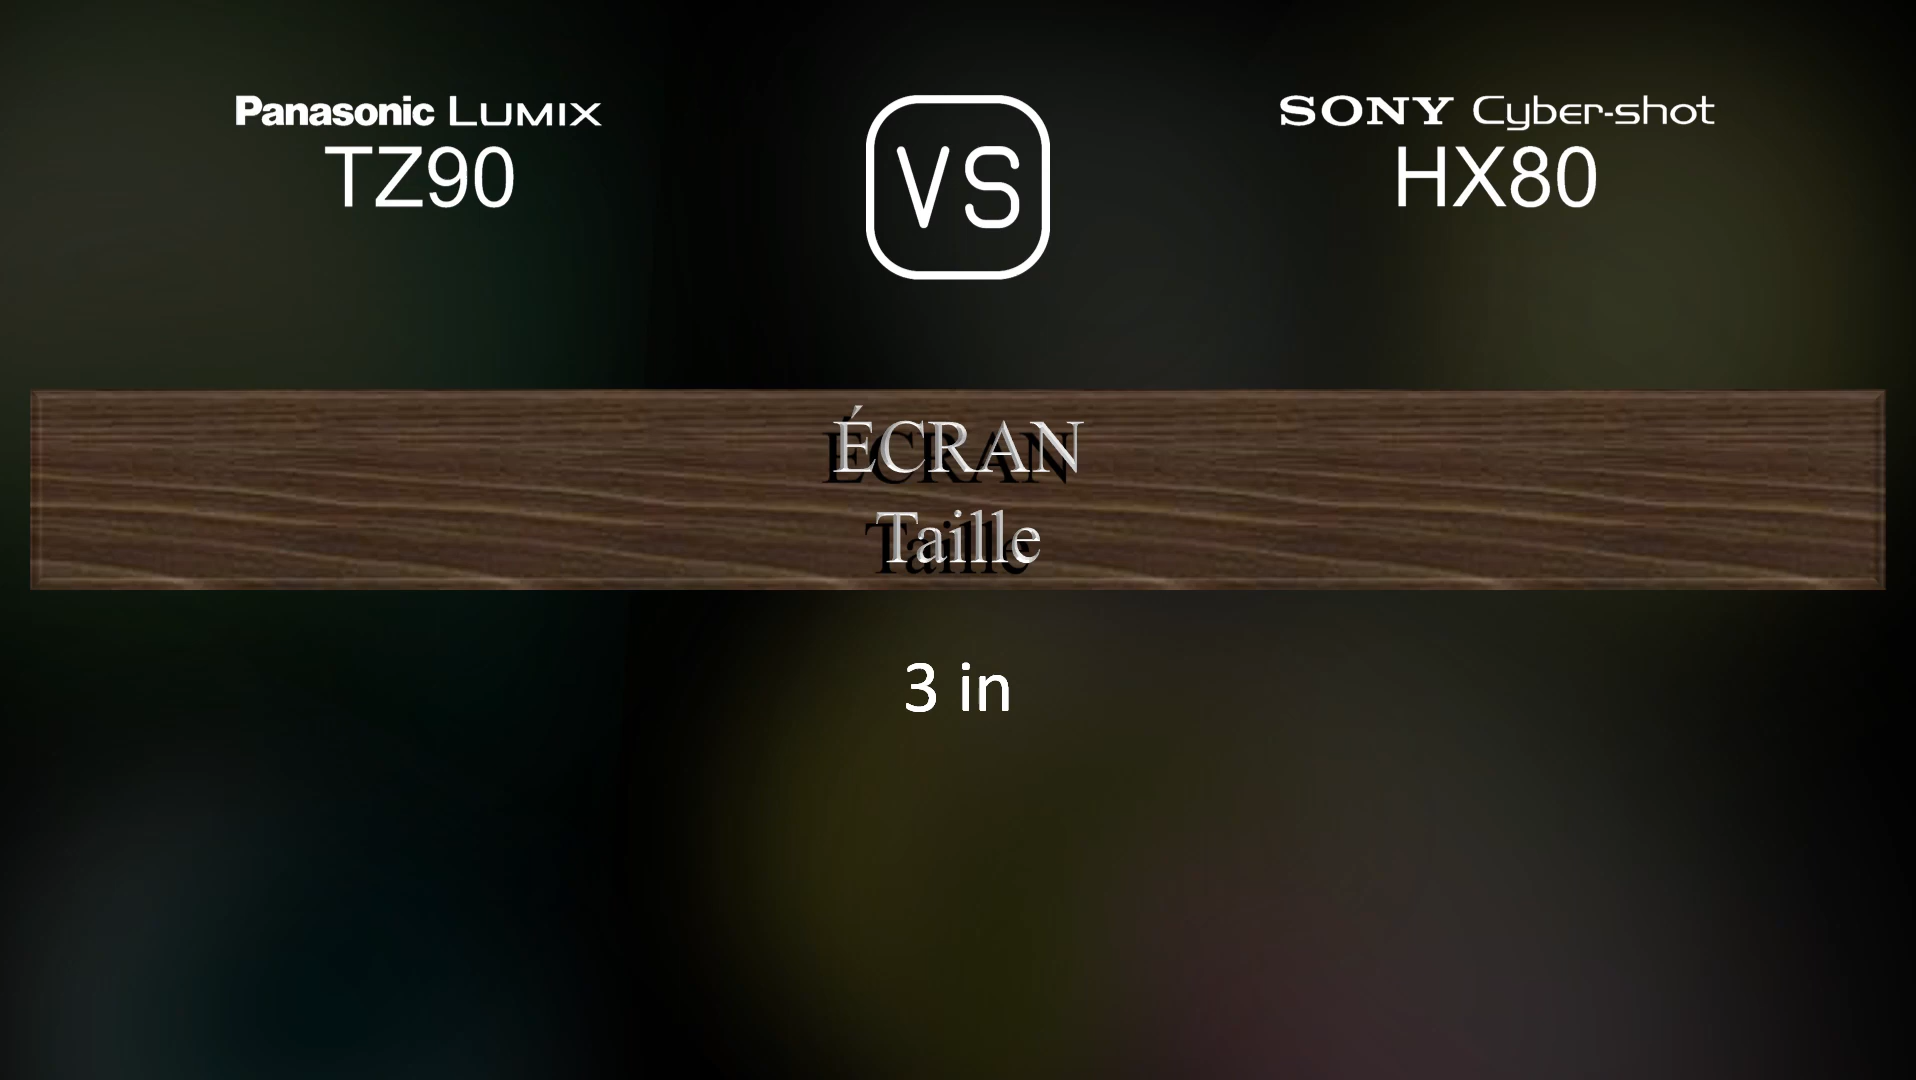 Panasonic LUMIX
TZ90
VS
SONY Cyber-shot
HX80
ÉCRAN
Taille
3 in